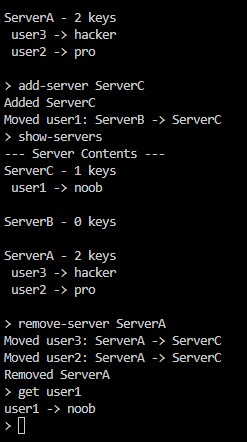 ServerA - 2 keys
 user3 -> hacker
 user2 -> pro

> add-server ServerC
Added ServerC
Moved user1: ServerB -> ServerC
> show-servers
--- Server Contents ---
ServerC - 1 keys
 user1 -> noob

ServerB - 0 keys

ServerA - 2 keys
 user3 -> hacker
 user2 -> pro

> remove-server ServerA
Moved user3: ServerA -> ServerC
Moved user2: ServerA -> ServerC
Removed ServerA
> get user1
user1 -> noob
>